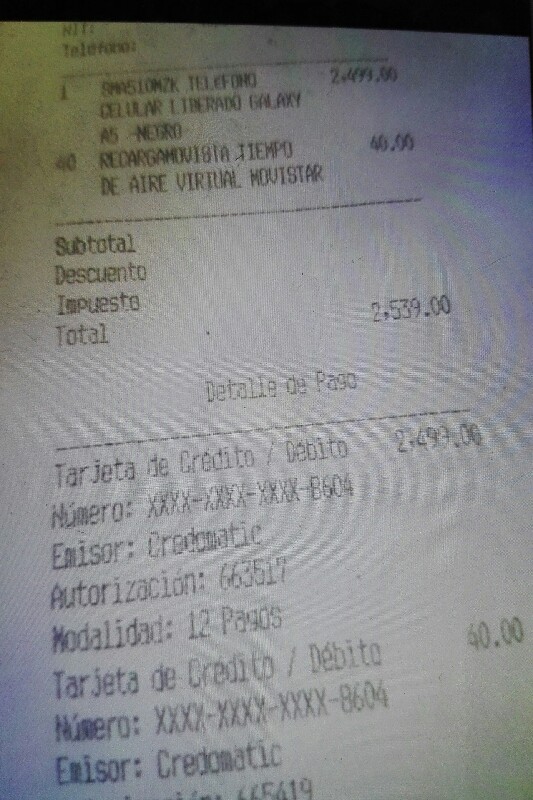 NIT:
Teléfono:
1 SMA510MZK TELEFONO 2,499.00
CELULAR LIBERADO GALAXY
A5 -NEGRO
40 RECARGAMOVISTA TIEMPO 40.00
DE AIRE VIRTUAL MOVISTAR
Subtotal
Descuento
Impuesto
Total 2,539.00
Detalle de Pago
Tarjeta de Crédito / Débito 2,499.00
Número: XXXX-XXXX-XXXX-8604
Emisor: Credomatic
Autorización: 663517
Modalidad: 12 Pagos
Tarjeta de Crédito / Débito 40.00
Número: XXXX-XXXX-XXXX-8604
Emisor: Credomatic
665419